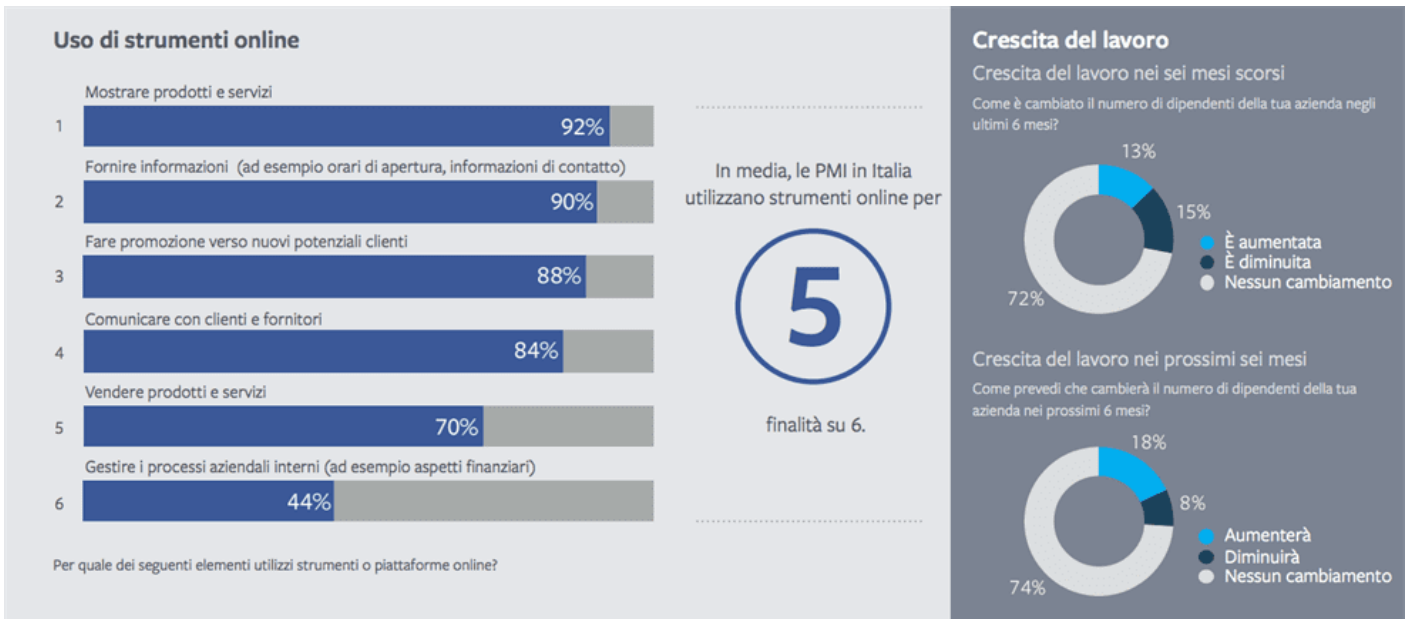 Uso di strumenti online
Mostrare prodotti e servizi
1
92%
Fornire informazioni (ad esempio orari di apertura, informazioni di contatto)
2
90%
Fare promozione verso nuovi potenziali clienti
3
88%
Comunicare con clienti e fornitori
4
84%
Vendere prodotti e servizi
5
70%
Gestire i processi aziendali interni (ad esempio aspetti finanziari)
6
44%
Per quale dei seguenti elementi utilizzi strumenti o piattaforme online?
In media, le PMI in Italia
utilizzano strumenti online per
5
finalità su 6.
Crescita del lavoro
Crescita del lavoro nei sei mesi scorsi
Come è cambiato il numero di dipendenti della tua azienda negli
ultimi 6 mesi?
13%
15%
72%
È aumentata
È diminuita
Nessun cambiamento
Crescita del lavoro nei prossimi sei mesi
Come prevedi che cambierà il numero di dipendenti della tua
azienda nei prossimi 6 mesi?
18%
8%
74%
Aumenterà
Diminuirà
Nessun cambiamento